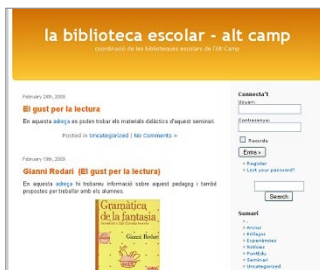 la biblioteca escolar - alt camp
coordinació de les biblioteques escolars de l'Alt Camp
February 24th, 2009
El gust per la lectura
En aquesta adreça es poden trobar els materials didàctics d'aquest seminari.
Posted in Uncategorized | No Comments »
February 19th, 2009
Gianni Rodari (El gust per la lectura)
En aquesta adreça hi trobareu informació sobre aquest pedagog i també
propostes per treballar amb els alumnes.
Gramática
de la fantasía
Gianni Rodari
Connecta't
Usuari:
Contrasenya:
Recorda
Entra »
Register
Lost your password?
Search
Sumari
Arxius
Enllaços
Experiències
Notícies
Portfoli
Seminari
Uncategorized